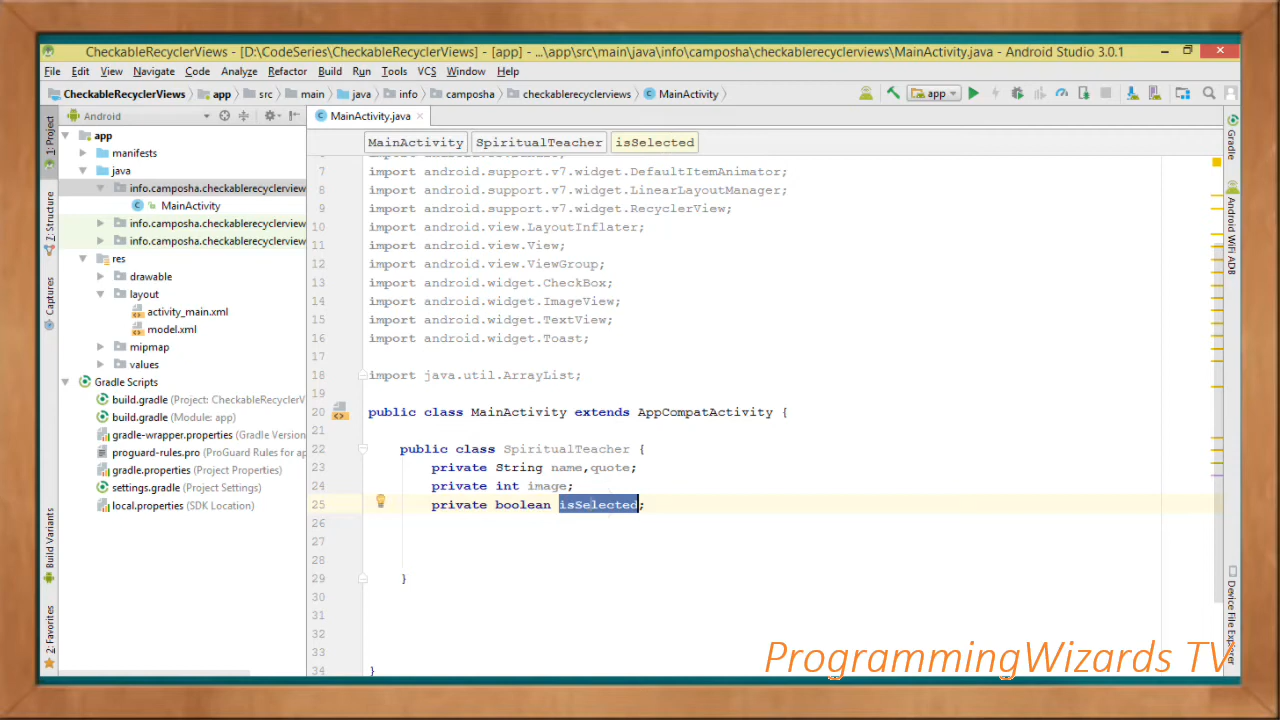 CheckableRecyclerViews - [D:\CodeSeries\CheckableRecyclerViews] - [app] - ...\app\src\main\java\info\camposha\checkablerecyclerviews\MainActivity.java - Android Studio 3.0.1
File Edit View Navigate Code Analyze Refactor Build Run Tools VCS Window Help
CheckableRecyclerViews app src main java info camposha checkablerecyclerviews MainActivity app
1: Project
Z: Structure
Captures
Build Variants
2: Favorites
Android
app
manifests
java
info.camposha.checkablerecyclerview
MainActivity
info.camposha.checkablerecyclerview
info.camposha.checkablerecyclerview
res
drawable
layout
activity_main.xml
model.xml
mipmap
values
Gradle Scripts
build.gradle (Project: CheckableRecyclerV
build.gradle (Module: app)
gradle-wrapper.properties (Gradle Version
proguard-rules.pro (ProGuard Rules for ap
gradle.properties (Project Properties)
settings.gradle (Project Settings)
local.properties (SDK Location)
MainActivity.java
MainActivity SpiritualTeacher isSelected
7 import android.support.v7.widget.DefaultItemAnimator;
8 import android.support.v7.widget.LinearLayoutManager;
9 import android.support.v7.widget.RecyclerView;
10 import android.view.LayoutInflater;
11 import android.view.View;
12 import android.view.ViewGroup;
13 import android.widget.CheckBox;
14 import android.widget.ImageView;
15 import android.widget.TextView;
16 import android.widget.Toast;
17
18 import java.util.ArrayList;
19
20 public class MainActivity extends AppCompatActivity {
21
22 public class SpiritualTeacher {
23 private String name,quote;
24 private int image;
25 private boolean isSelected;
26
27
28
29 }
30
31
32
33
34 }
Gradle
Android WiFi ADB
Device File Explorer
ProgrammingWizards TV